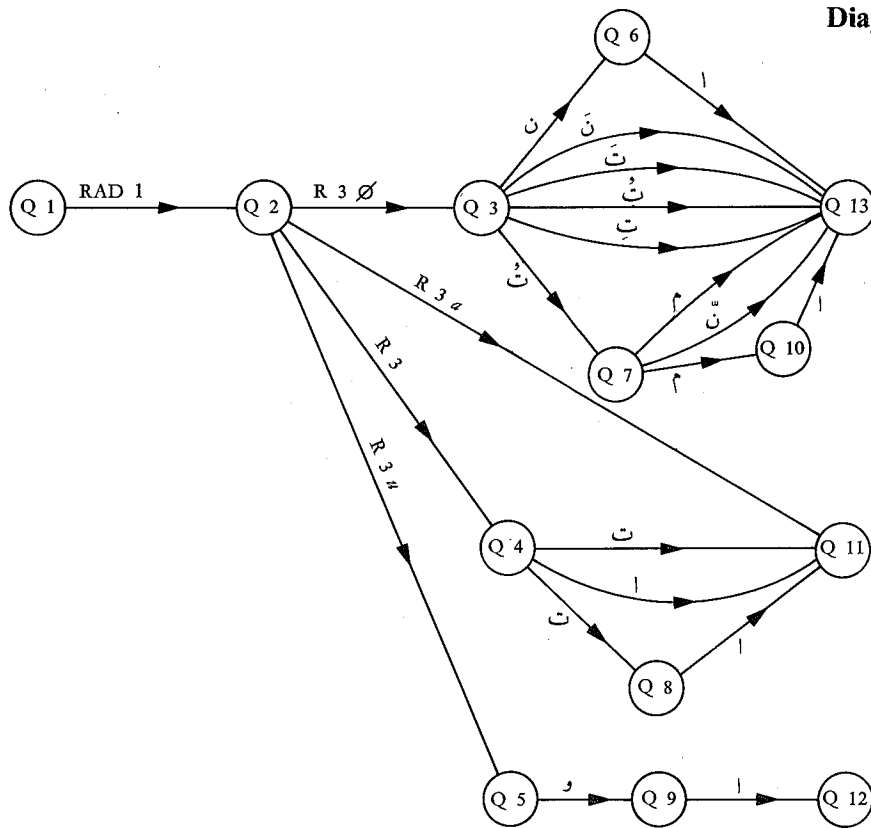 Dia
Q 6
ن
ا
نَ
تَ
تُ
تِ
تُ
Q 1
RAD 1
Q 2
R 3 Ø
Q 3
Q 13
م
نّ
م
ا
Q 7
Q 10
R 3 a
R 3
R 3 u
Q 4
ت
ا
Q 11
ت
ا
Q 8
Q 5
و
Q 9
ا
Q 12